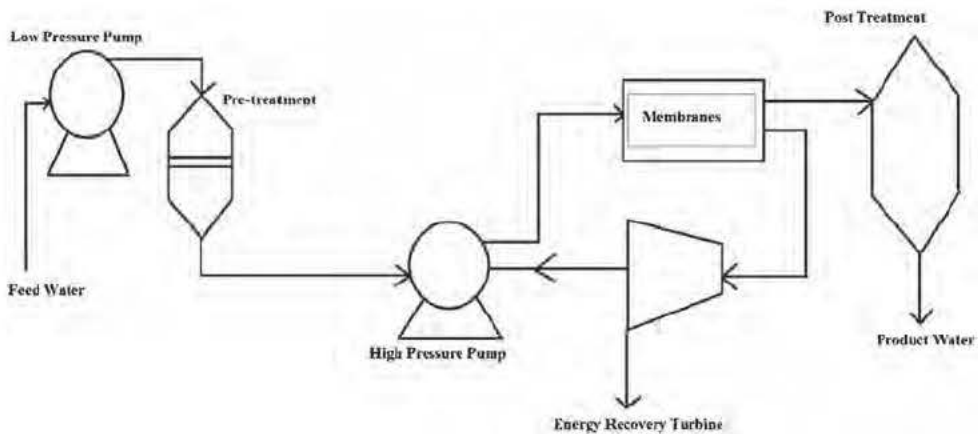 Post Treatment
Low Pressure Pump
Pre-treatment
Membranes
Feed Water
High Pressure Pump
Product Water
Energy Recovery Turbine